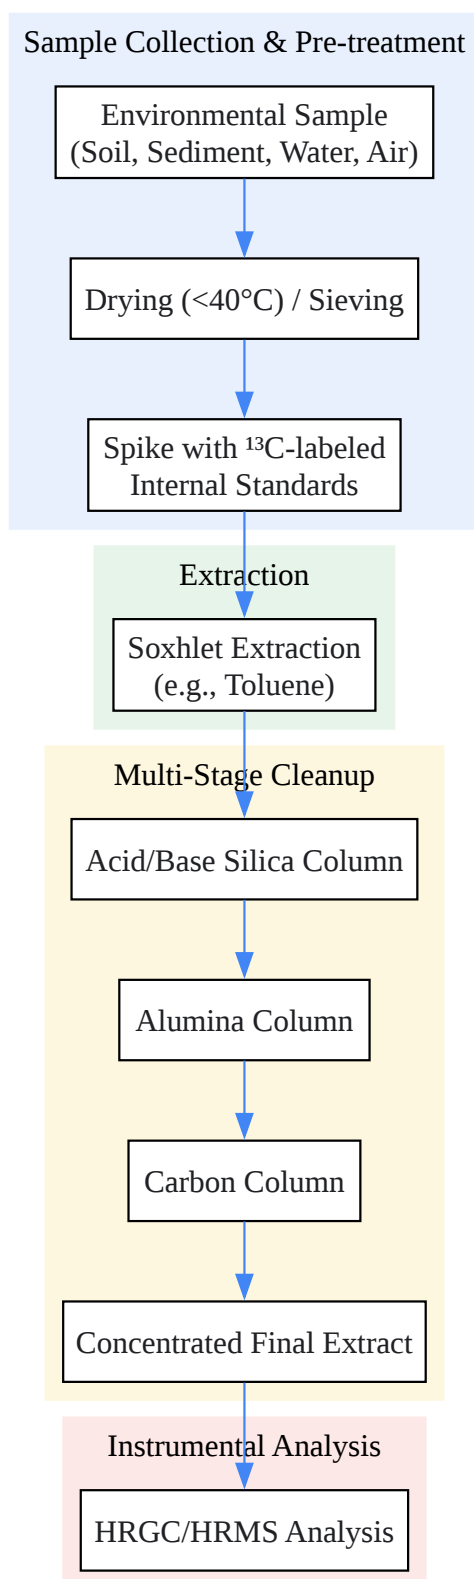 Sample Collection & Pre-treatment
Environmental Sample
(Soil, Sediment, Water, Air)
Drying (<40°C) / Sieving
Spike with ¹³C-labeled
Internal Standards
Extraction
Soxhlet Extraction
(e.g., Toluene)
Multi-Stage Cleanup
Acid/Base Silica Column
Alumina Column
Carbon Column
Concentrated Final Extract
Instrumental Analysis
HRGC/HRMS Analysis